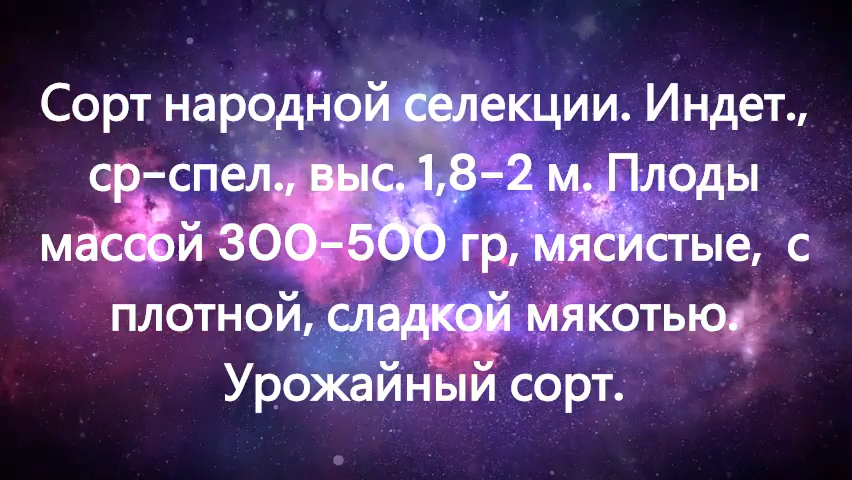 Сорт народной селекции. Индет.,
ср-спел., выс. 1,8-2 м. Плоды
массой 300-500 гр, мясистые,  с
плотной, сладкой мякотью.
Урожайный сорт.